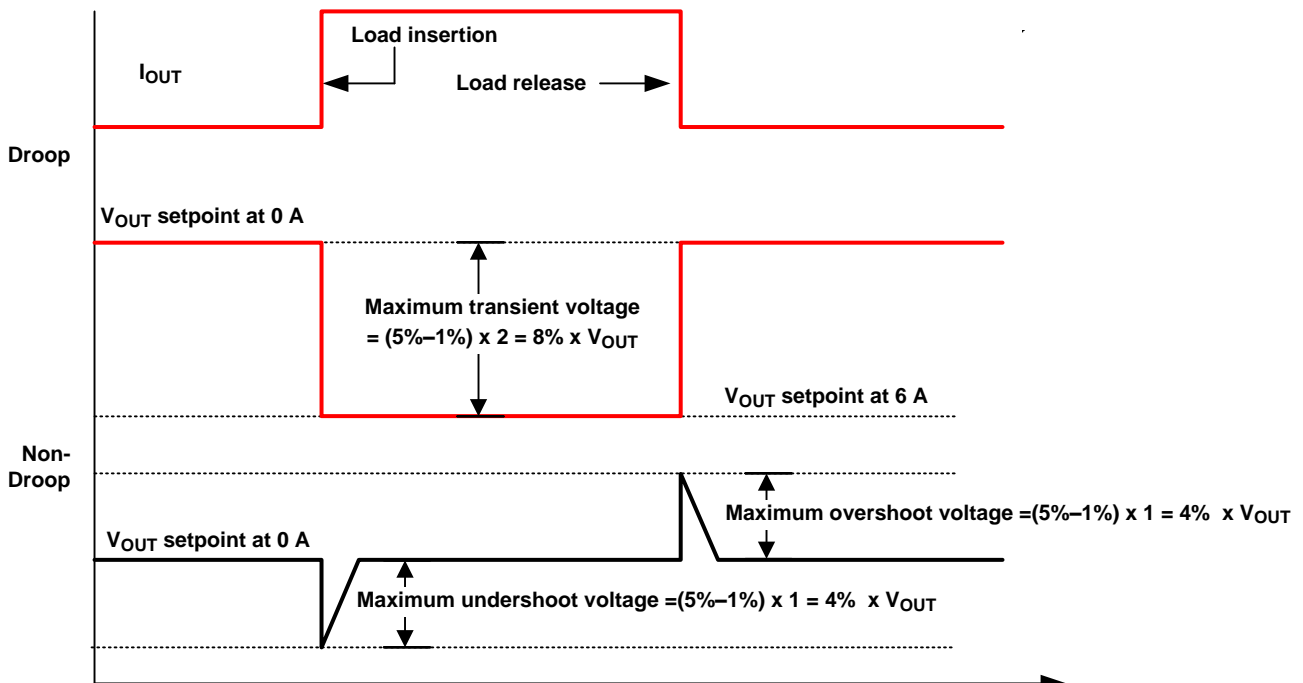 Load insertion
IOUT
Load release
Droop
VOUT setpoint at 0 A
Maximum transient voltage
= (5%–1%) x 2 = 8% x VOUT
VOUT setpoint at 6 A
Non-
Droop
Maximum overshoot voltage =(5%–1%) x 1 = 4% x VOUT
VOUT setpoint at 0 A
Maximum undershoot voltage =(5%–1%) x 1 = 4% x VOUT